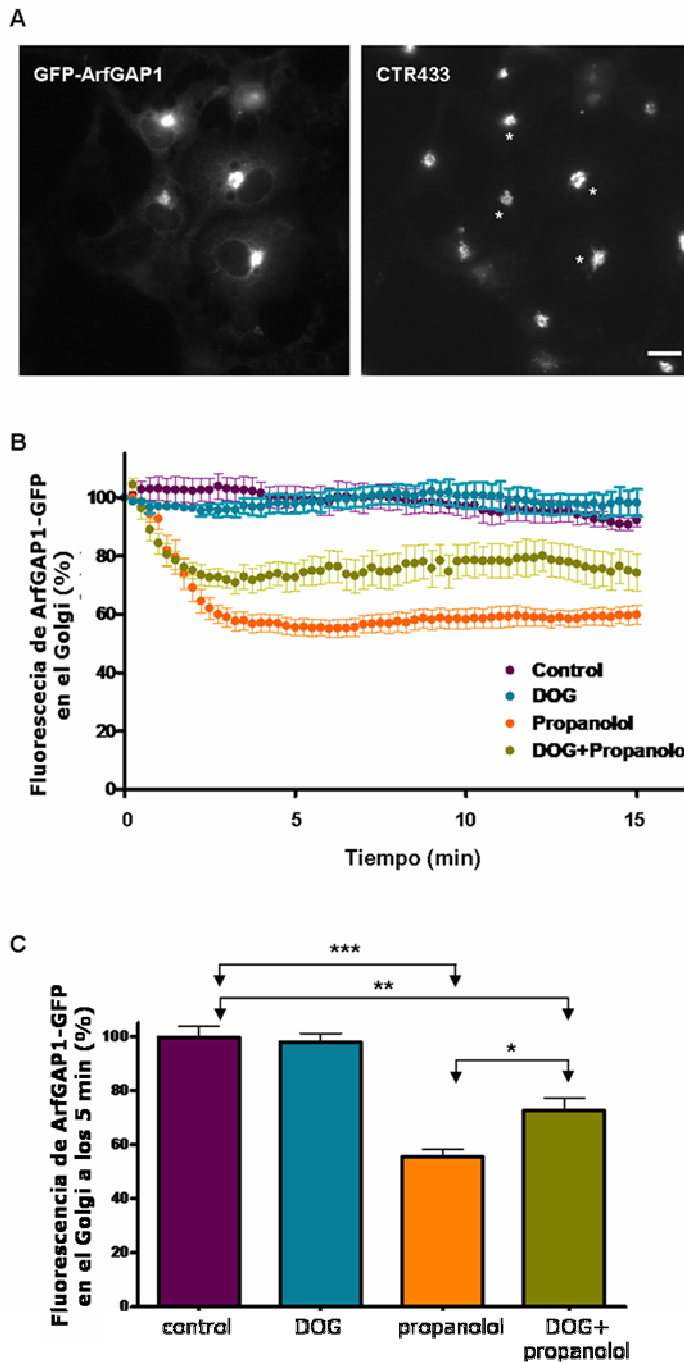 A
GFP-ArfGAP1
CTR433
*
*
*
*
B
Fluorescecia de ArfGAP1-GFP
en el Golgi (%)
100
80
60
40
20
0
0
5
10
15
Tiempo (min)
Control
DOG
Propanolol
DOG+Propanolo
C
Fluorescencia de ArfGAP1-GFP
en el Golgi a los 5 min (%)
***
**
*
100
80
60
40
20
0
control
DOG
propanolol
DOG+
propanolol